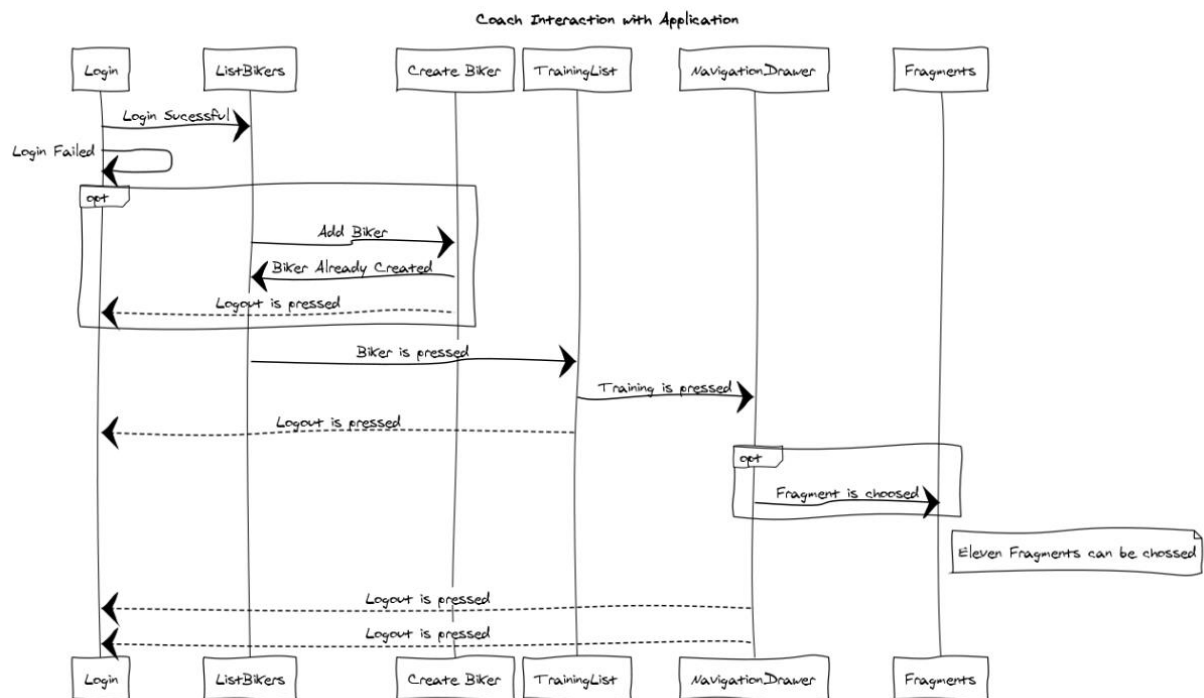 Coach Interaction with Application
Login
ListBikers
Create Biker
TrainingList
NavigationDrawer
Fragments
Login Sucessful
Login Failed
opt
Add Biker
Biker Already Created
Logout is pressed
Biker is pressed
Training is pressed
Logout is pressed
opt
Fragment is choosed
Eleven Fragments can be chossed
Logout is pressed
Logout is pressed
Login
ListBikers
Create Biker
TrainingList
NavigationDrawer
Fragments